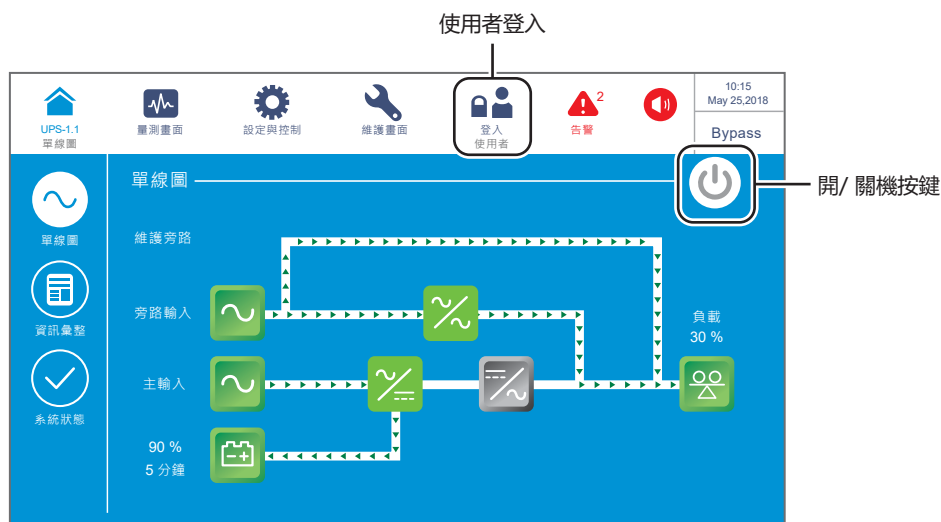 使用者登入
10:15
May 25,2018
2
UPS-1.1
單線圖
量測畫面
設定與控制
維護畫面
登入
使用者
告警
Bypass
單線圖
開/ 關機按鍵
單線圖
維護旁路
資訊彙整
旁路輸入
負載
30 %
主輸入
系統狀態
90 %
5 分鐘